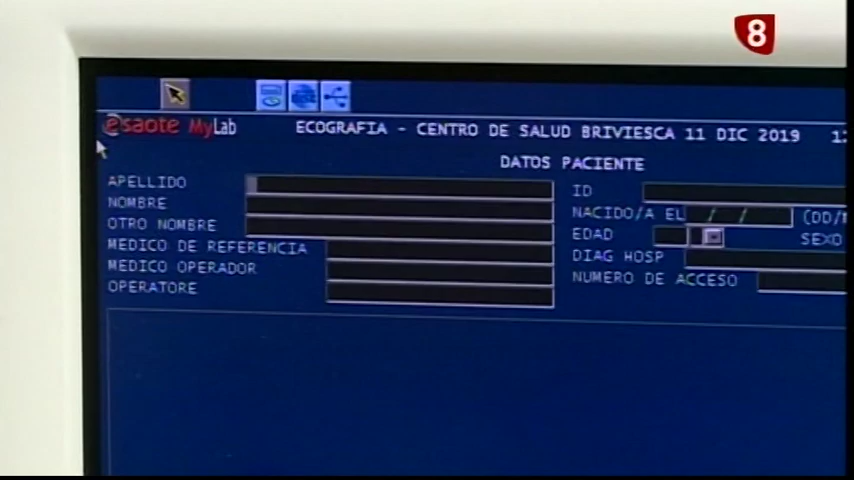 8
esaote MyLab
ECOGRAFIA - CENTRO DE SALUD BRIVIESCA 11 DIC 2019
DATOS PACIENTE
APELLIDO
NOMBRE
OTRO NOMBRE
MEDICO DE REFERENCIA
MEDICO OPERADOR
OPERATORE
ID
NACIDO/A EL / / (DD/
EDAD
SEXO
DIAG HOSP
NUMERO DE ACCESO